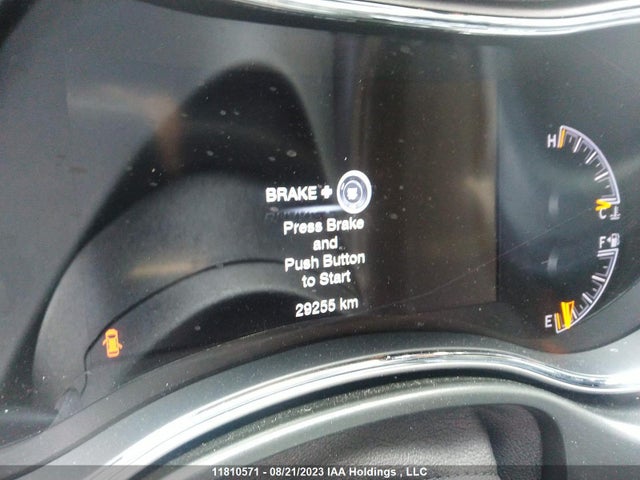 H
BRAKE +
Press Brake
and
Push Button
to Start
29255 km
C
F
E
11810571 - 08/21/2023 IAA Holdings , LLC